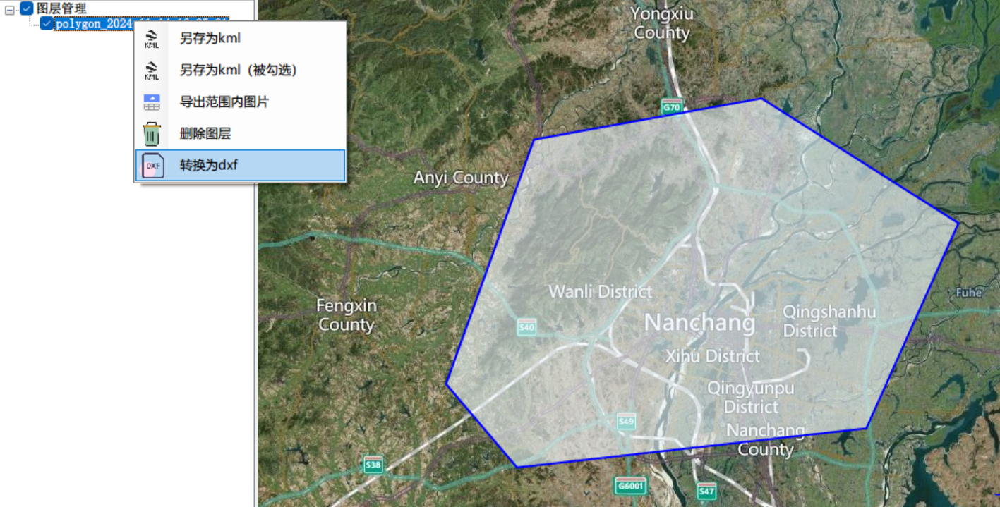 图层管理
polygon_2024
另存为kml
KML
另存为kml（被勾选）
KML
导出范围内图片
删除图层
DXF
转换为dxf
Yongxiu
County
G70
Anyi County
Wanli District
Fengxin
County
Fuhe
Nanchang
Qingshanhu
District
S40
Xihu District
Qingyunpu
District
S49
Nanchang
County
S38
G6001
S47